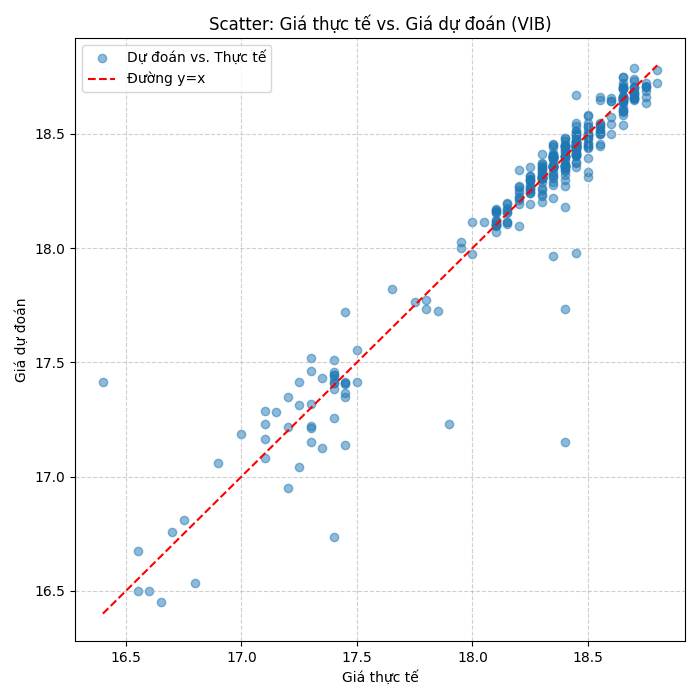 Scatter: Giá thực tế vs. Giá dự đoán (VIB)
Dự đoán vs. Thực tế
Đường y=x
Giá dự đoán
18.5
18.0
17.5
17.0
16.5
16.5 17.0 17.5 18.0 18.5
Giá thực tế